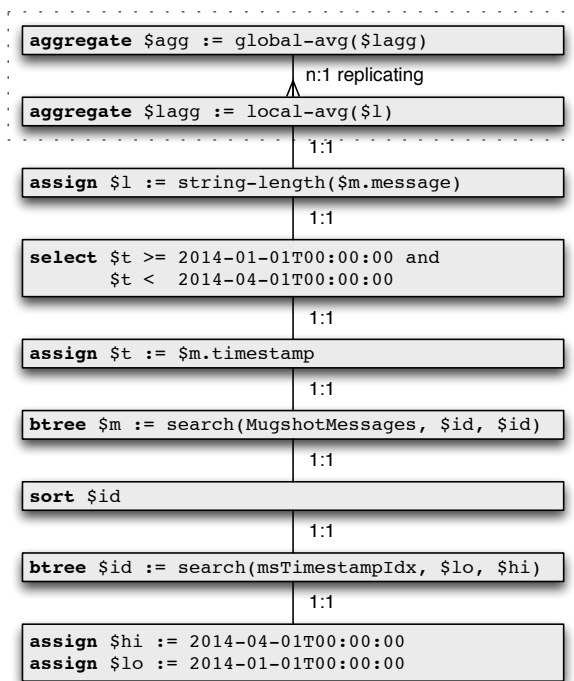 aggregate $agg := global-avg($lagg)
n:1 replicating
aggregate $lagg := local-avg($l)
1:1
assign $l := string-length($m.message)
1:1
select $t >= 2014-01-01T00:00:00 and
$t < 2014-04-01T00:00:00
1:1
assign $t := $m.timestamp
1:1
btree $m := search(MugshotMessages, $id, $id)
1:1
sort $id
1:1
btree $id := search(msTimestampIdx, $lo, $hi)
1:1
assign $hi := 2014-04-01T00:00:00
assign $lo := 2014-01-01T00:00:00